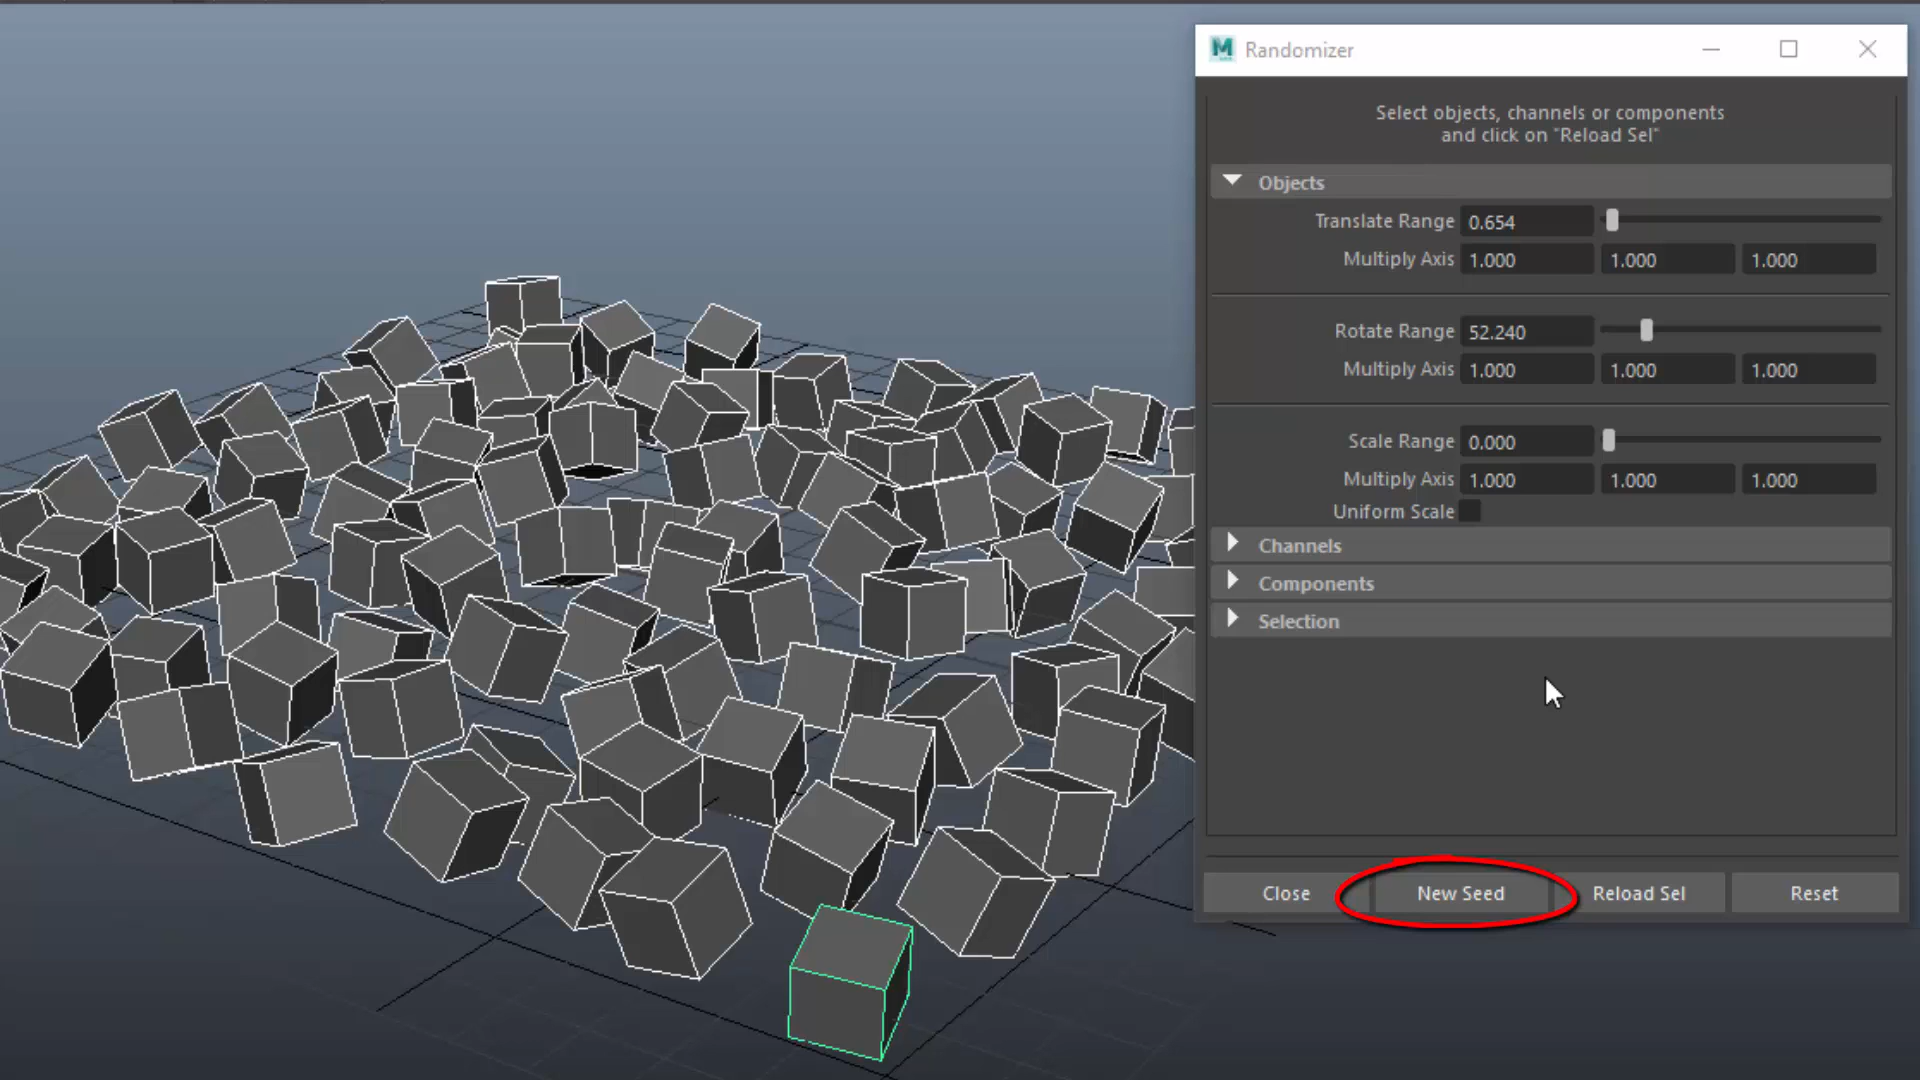 Randomizer
Select objects, channels or components
and click on "Reload Sel"
Objects
Translate Range 0.654
Multiply Axis 1.000 1.000 1.000
Rotate Range 52.240
Multiply Axis 1.000 1.000 1.000
Scale Range 0.000
Multiply Axis 1.000 1.000 1.000
Uniform Scale
Channels
Components
Selection
Close New Seed Reload Sel Reset